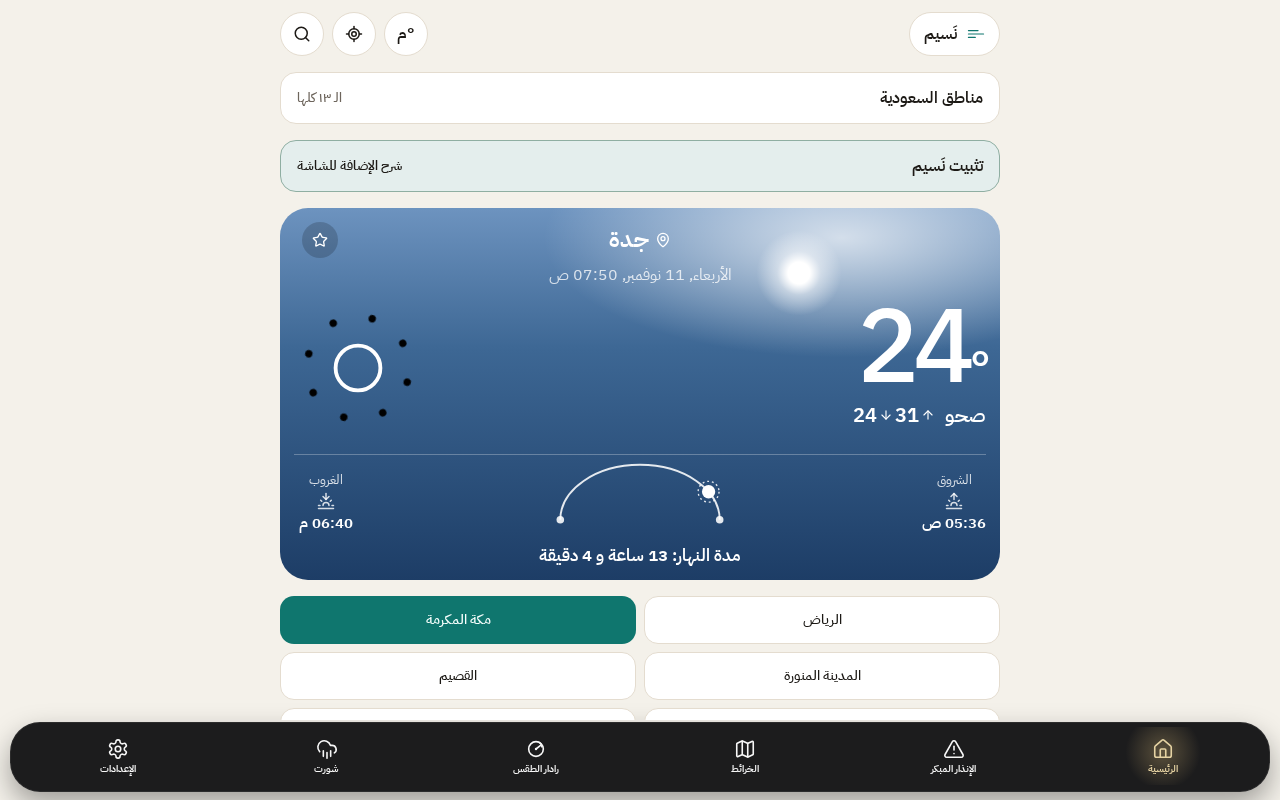 نَسيم
°م
مناطق السعودية
الـ ١٣ كلها
تثبيت نَسيم
شرح الإضافة للشاشة
جدة
الأربعاء, 11 نوفمبر, 07:50 ص
24°
صحو ↑31 ↓24
الشروق
05:36 ص
الغروب
06:40 م
مدة النهار: 13 ساعة و 4 دقيقة
الرياض
مكة المكرمة
المدينة المنورة
القصيم
الرئيسية
الإنذار المبكر
الخرائط
رادار الطقس
شورت
الإعدادات